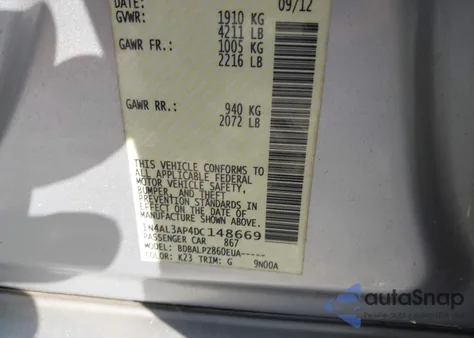 DATE: 09/12
GVWR: 1910 KG
4211 LB
GAWR FR.: 1005 KG
2216 LB
GAWR RR.: 940 KG
2072 LB
THIS VEHICLE CONFORMS TO
ALL APPLICABLE FEDERAL
MOTOR VEHICLE SAFETY,
BUMPER, AND THEFT
PREVENTION STANDARDS IN
EFFECT ON THE DATE OF
MANUFACTURE SHOWN ABOVE.
1N4AL3AP4DC148669
PASSENGER CAR 867
MODEL: BDBALPZ860EUA-----
COLOR: K23 TRIM: G 9N00A
autaSnap